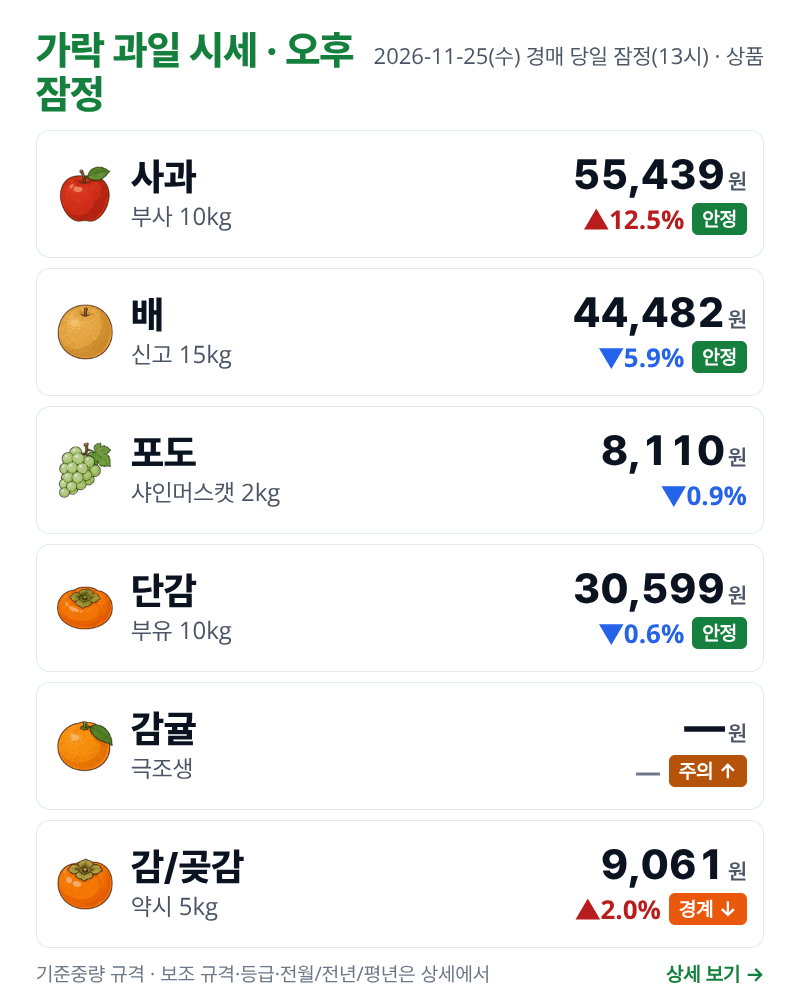 가락 과일 시세 · 오후
잠정
2026-11-25(수) 경매 당일 잠정(13시) · 상품
사과
부사 10kg
55,439원
▲12.5% 안정
배
신고 15kg
44,482원
▼5.9% 안정
포도
샤인머스캣 2kg
8,110원
▼0.9%
단감
부유 10kg
30,599원
▼0.6% 안정
감귤
극조생
—원
— 주의 ↑
감/곶감
약시 5kg
9,061원
▲2.0% 경계 ↓
기준중량 규격 · 보조 규격·등급·전월/전년/평년은 상세에서
상세 보기 →